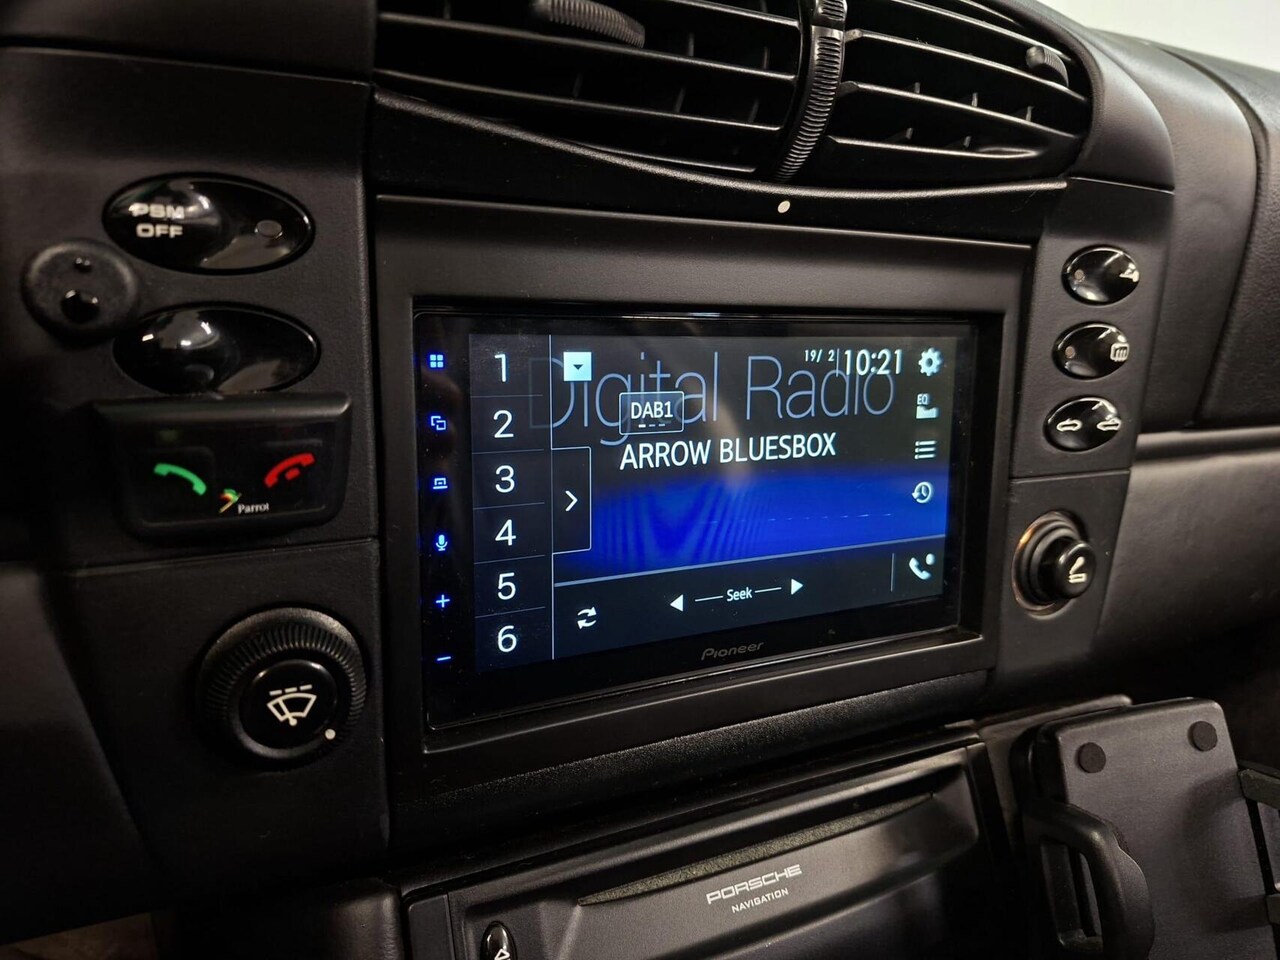 PSM
OFF
Parrot
1
2
3
4
5
6
Digital Radio
19/ 2
10:21
EQ
DAB1
ARROW BLUESBOX
Seek
Pioneer
PORSCHE
NAVIGATION